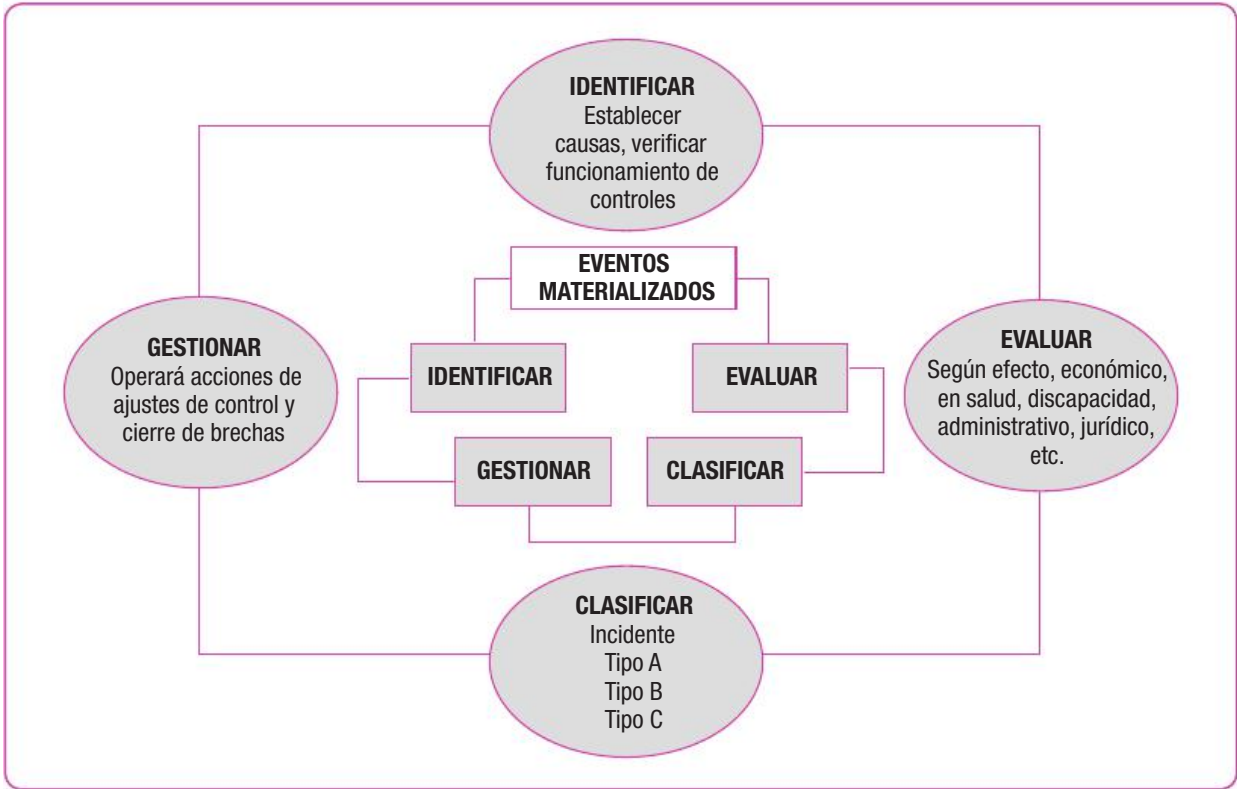 IDENTIFICAR
Establecer
causas, verificar
funcionamiento de
controles
EVENTOS
MATERIALIZADOS
GESTIONAR
Operará acciones de
ajustes de control y
cierre de brechas
IDENTIFICAR
EVALUAR
EVALUAR
Según efecto, económico,
en salud, discapacidad,
administrativo, jurídico,
etc.
GESTIONAR
CLASIFICAR
CLASIFICAR
Incidente
Tipo A
Tipo B
Tipo C